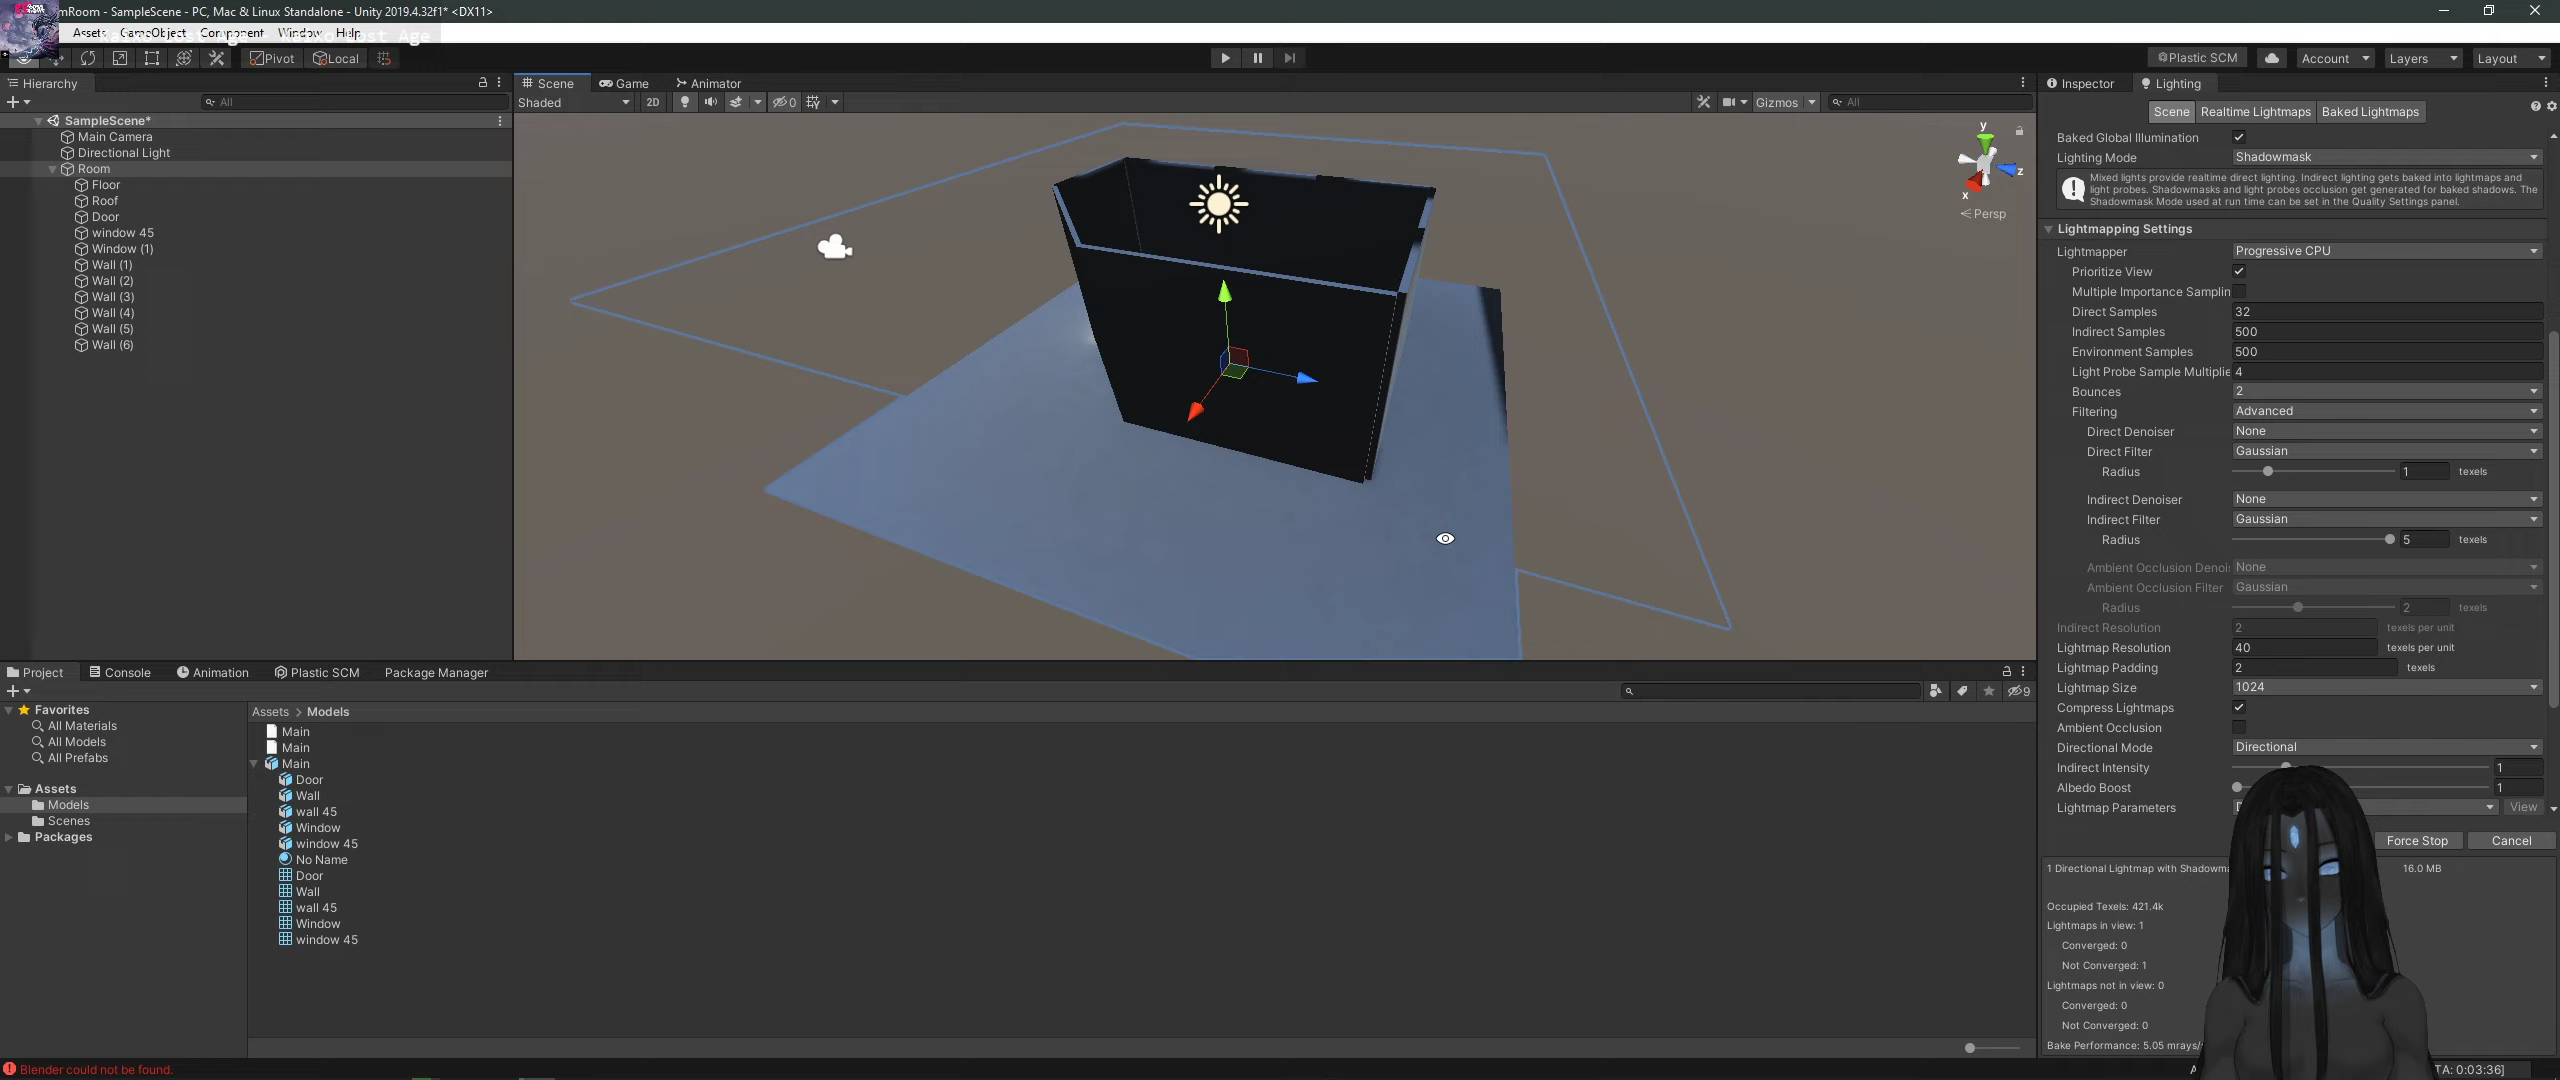 mRoom - SampleScene - PC, Mac & Linux Standalone - Unity 2019.4.32f1* <DX11>
Assets GameObject Component Window Help
Lost Age
Pivot Local Plastic SCM Account Layers Layout
Hierarchy
All
SampleScene*
Main Camera
Directional Light
Room
Floor
Roof
Door
window 45
Window (1)
Wall (1)
Wall (2)
Wall (3)
Wall (4)
Wall (5)
Wall (6)
Scene Game Animator
Shaded 2D 0 Gizmos All
y
z
x
Persp
Inspector Lighting
Scene Realtime Lightmaps Baked Lightmaps
Baked Global Illumination
Lighting Mode Shadowmask
Mixed lights provide realtime direct lighting. Indirect lighting gets baked into lightmaps and
light probes. Shadowmasks and light probes occlusion get generated for baked shadows. The
Shadowmask Mode used at run time can be set in the Quality Settings panel.
Lightmapping Settings
Lightmapper Progressive CPU
Prioritize View
Multiple Importance Samplin
Direct Samples 32
Indirect Samples 500
Environment Samples 500
Light Probe Sample Multiplie 4
Bounces 2
Filtering Advanced
Direct Denoiser None
Direct Filter Gaussian
Radius 1 texels
Indirect Denoiser None
Indirect Filter Gaussian
Radius 5 texels
Ambient Occlusion Denoi None
Ambient Occlusion Filter Gaussian
Radius 2 texels
Indirect Resolution 2 texels per unit
Lightmap Resolution 40 texels per unit
Lightmap Padding 2 texels
Lightmap Size 1024
Compress Lightmaps
Ambient Occlusion
Directional Mode Directional
Indirect Intensity 1
Albedo Boost 1
Lightmap Parameters View
Force Stop Cancel
1 Directional Lightmap with Shadowma 16.0 MB
Occupied Texels: 421.4k
Lightmaps in view: 1
Converged: 0
Not Converged: 1
Lightmaps not in view: 0
Converged: 0
Not Converged: 0
Bake Performance: 5.05 mrays/
TA: 0:03:36]
Project Console Animation Plastic SCM Package Manager
9
Favorites
All Materials
All Models
All Prefabs
Assets
Models
Scenes
Packages
Assets > Models
Main
Main
Main
Door
Wall
wall 45
Window
window 45
No Name
Door
Wall
wall 45
Window
window 45
Blender could not be found.